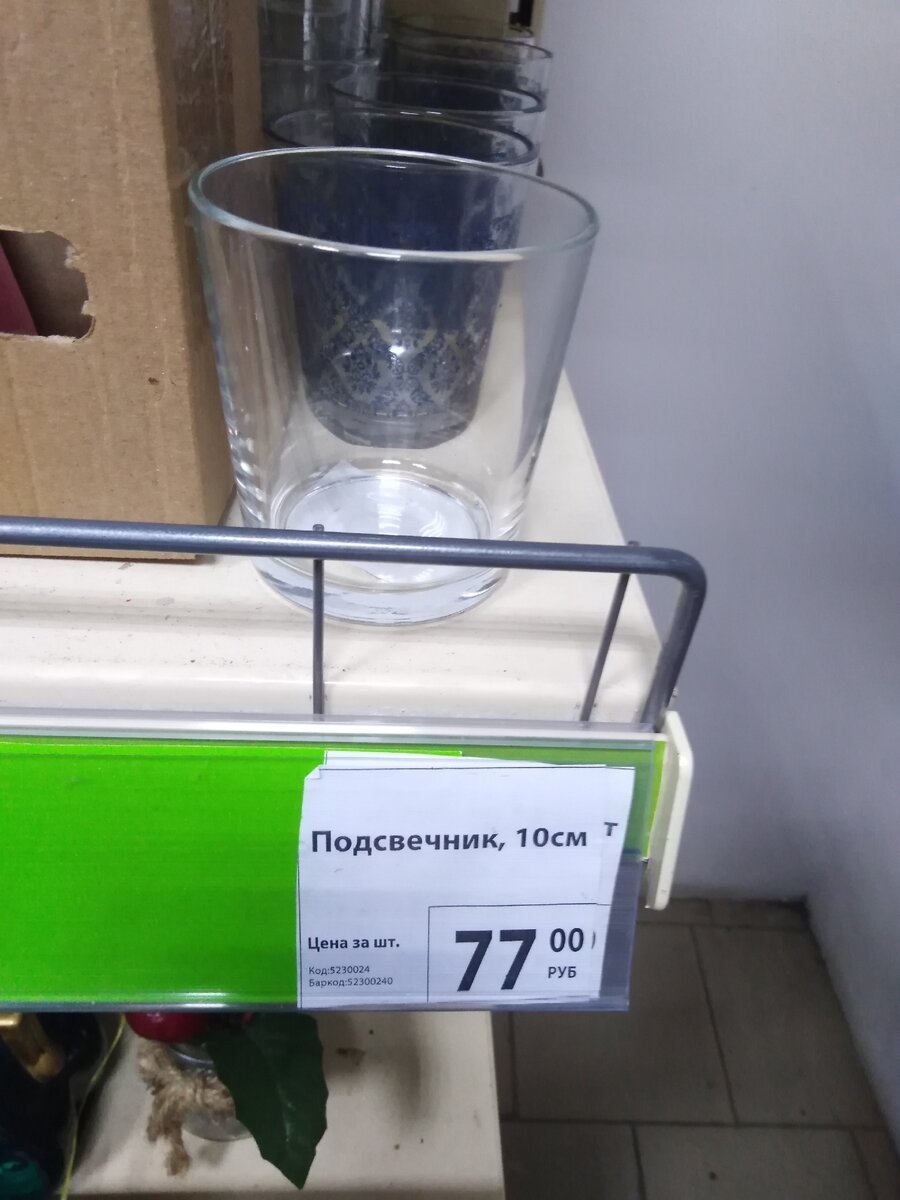 Подсвечник, 10см
т
Цена за шт.
77 00
РУБ
Код:5230024
Баркод:52300240